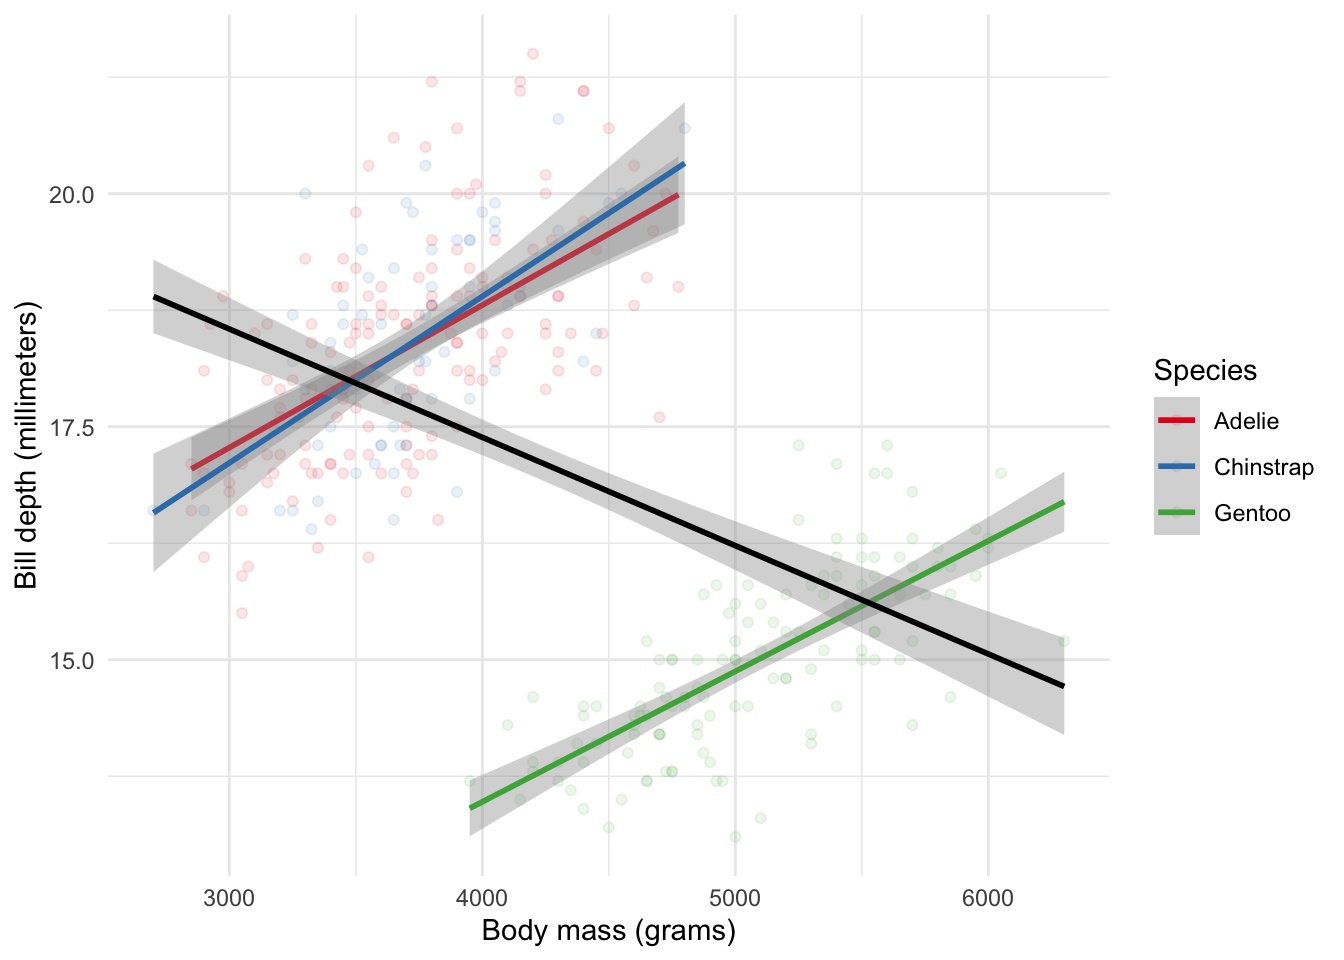 20.0
17.5
15.0
Bill depth (millimeters)
3000
4000
5000
6000
Body mass (grams)
Species
Adelie
Chinstrap
Gentoo